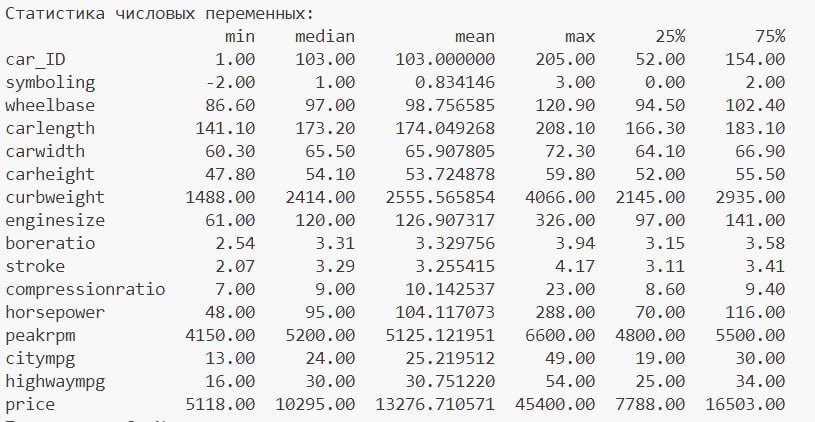 Статистика числовых переменных:
min median mean max 25% 75%
car_ID 1.00 103.00 103.000000 205.00 52.00 154.00
symboling -2.00 1.00 0.834146 3.00 0.00 2.00
wheelbase 86.60 97.00 98.756585 120.90 94.50 102.40
carlength 141.10 173.20 174.049268 208.10 166.30 183.10
carwidth 60.30 65.50 65.907805 72.30 64.10 66.90
carheight 47.80 54.10 53.724878 59.80 52.00 55.50
curbweight 1488.00 2414.00 2555.565854 4066.00 2145.00 2935.00
enginesize 61.00 120.00 126.907317 326.00 97.00 141.00
boreratio 2.54 3.31 3.329756 3.94 3.15 3.58
stroke 2.07 3.29 3.255415 4.17 3.11 3.41
compressionratio 7.00 9.00 10.142537 23.00 8.60 9.40
horsepower 48.00 95.00 104.117073 288.00 70.00 116.00
peakrpm 4150.00 5200.00 5125.121951 6600.00 4800.00 5500.00
citympg 13.00 24.00 25.219512 49.00 19.00 30.00
highwaympg 16.00 30.00 30.751220 54.00 25.00 34.00
price 5118.00 10295.00 13276.710571 45400.00 7788.00 16503.00